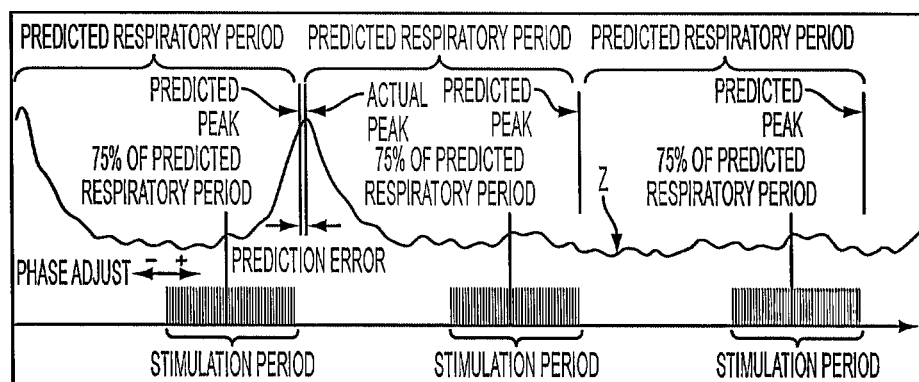 PREDICTED RESPIRATORY PERIOD PREDICTED RESPIRATORY PERIOD PREDICTED RESPIRATORY PERIOD
PREDICTED
PEAK
75% OF PREDICTED
RESPIRATORY PERIOD
ACTUAL
PEAK
PREDICTED
PEAK
75% OF PREDICTED
RESPIRATORY PERIOD
Z
PREDICTED
PEAK
75% OF PREDICTED
RESPIRATORY PERIOD
PHASE ADJUST - +
PREDICTION ERROR
STIMULATION PERIOD STIMULATION PERIOD STIMULATION PERIOD